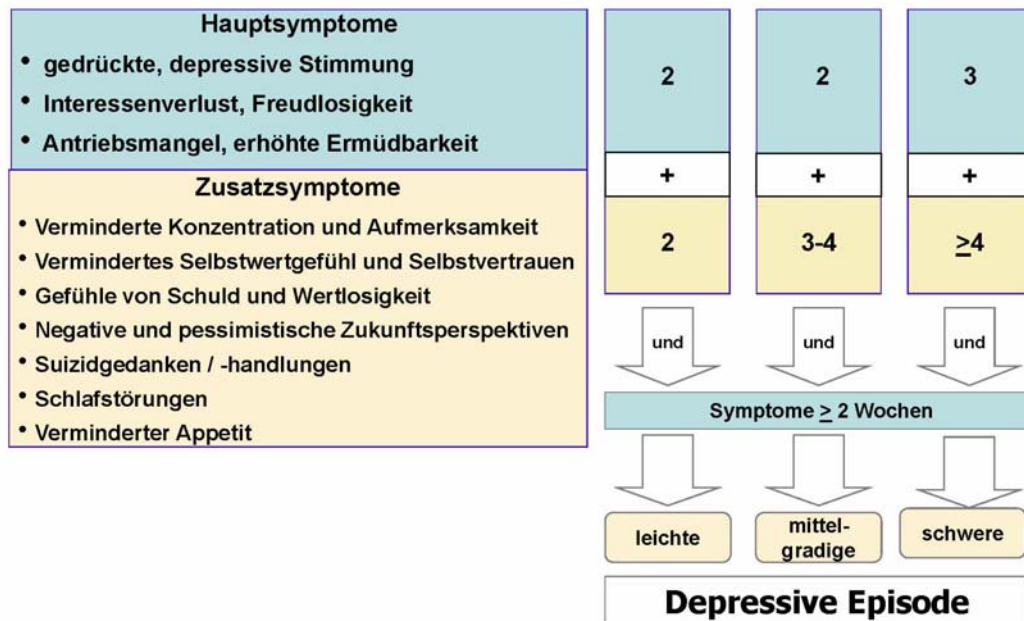 Hauptsymptome
• gedrückte, depressive Stimmung
• Interessenverlust, Freudlosigkeit
• Antriebsmangel, erhöhte Ermüdbarkeit
Zusatzsymptome
• Verminderte Konzentration und Aufmerksamkeit
• Vermindertes Selbstwertgefühl und Selbstvertrauen
• Gefühle von Schuld und Wertlosigkeit
• Negative und pessimistische Zukunftsperspektiven
• Suizidgedanken / -handlungen
• Schlafstörungen
• Verminderter Appetit
2 2 3
+ + +
2 3-4 ≥4
und und und
Symptome ≥ 2 Wochen
leichte mittel- schwere
gradige
Depressive Episode